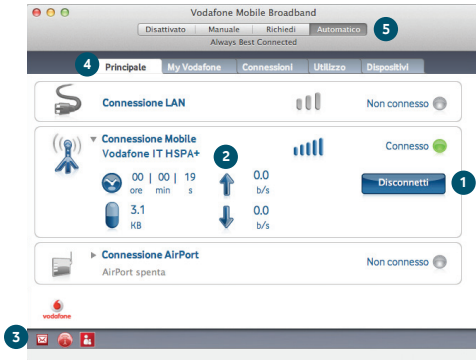 Vodafone Mobile Broadband
Disattivato Manuale Richiedi Automatico 5
Always Best Connected
4 Principale My Vodafone Connessioni Utilizzo Dispositivi
Connessione LAN Non connesso
Connessione Mobile Connesso
Vodafone IT HSPA+ 2
00 | 00 | 19 0.0 Disconnetti 1
ore min s b/s
3.1 0.0
KB b/s
Connessione AirPort Non connesso
AirPort spenta
vodafone
3